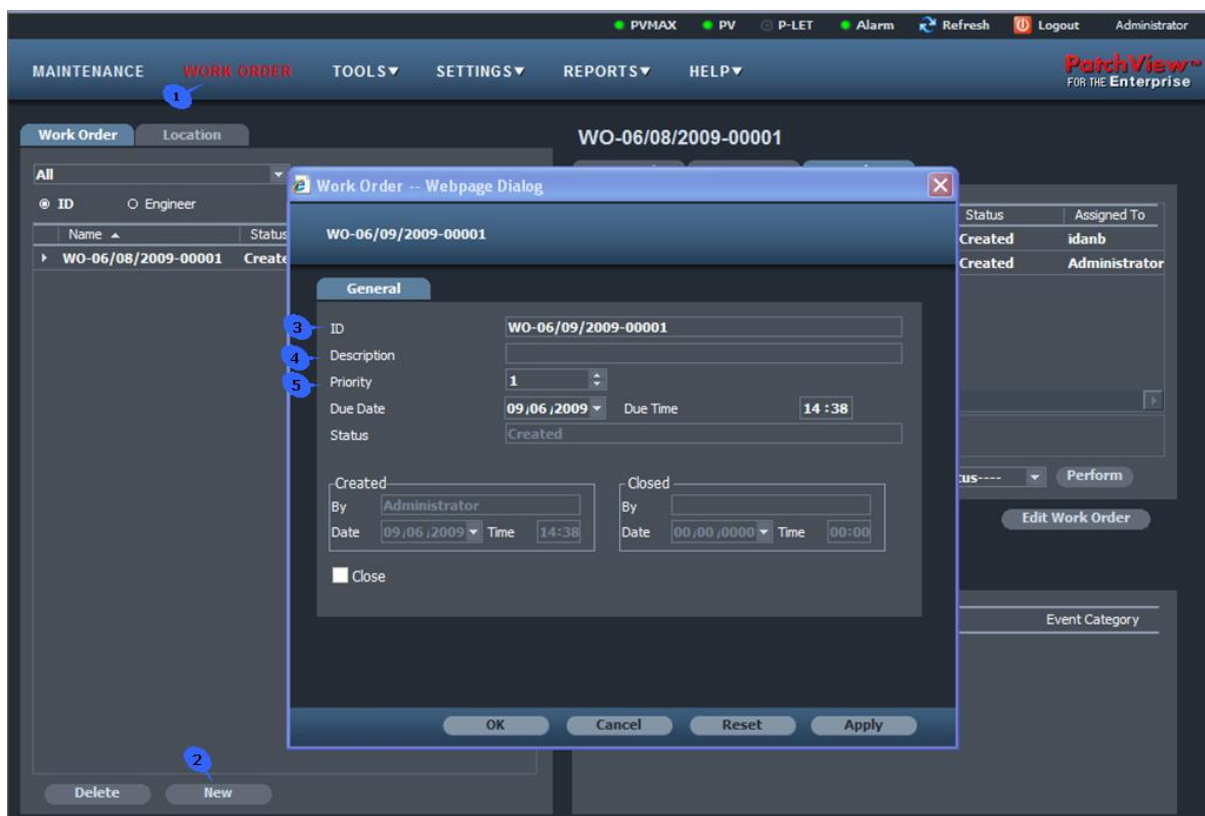 PVMAX PV P-LET Alarm Refresh Logout Administrator
MAINTENANCE WORK ORDER TOOLS▼ SETTINGS▼ REPORTS▼ HELP▼
PatchView™
FOR THE Enterprise
1
Work Order Location
WO-06/08/2009-00001
All
ID Engineer
Name Status
WO-06/08/2009-00001 Create
Work Order -- Webpage Dialog
WO-06/09/2009-00001
General
3 ID WO-06/09/2009-00001
4 Description
5 Priority 1
Due Date 09/06/2009 Due Time 14:38
Status Created
Created
By Administrator
Date 09/06/2009 Time 14:38
Closed
By
Date 00/00/0000 Time 00:00
Close
OK Cancel Reset Apply
Status Assigned To
Created idanb
Created Administrator
tus---- Perform
Edit Work Order
Event Category
2
Delete New